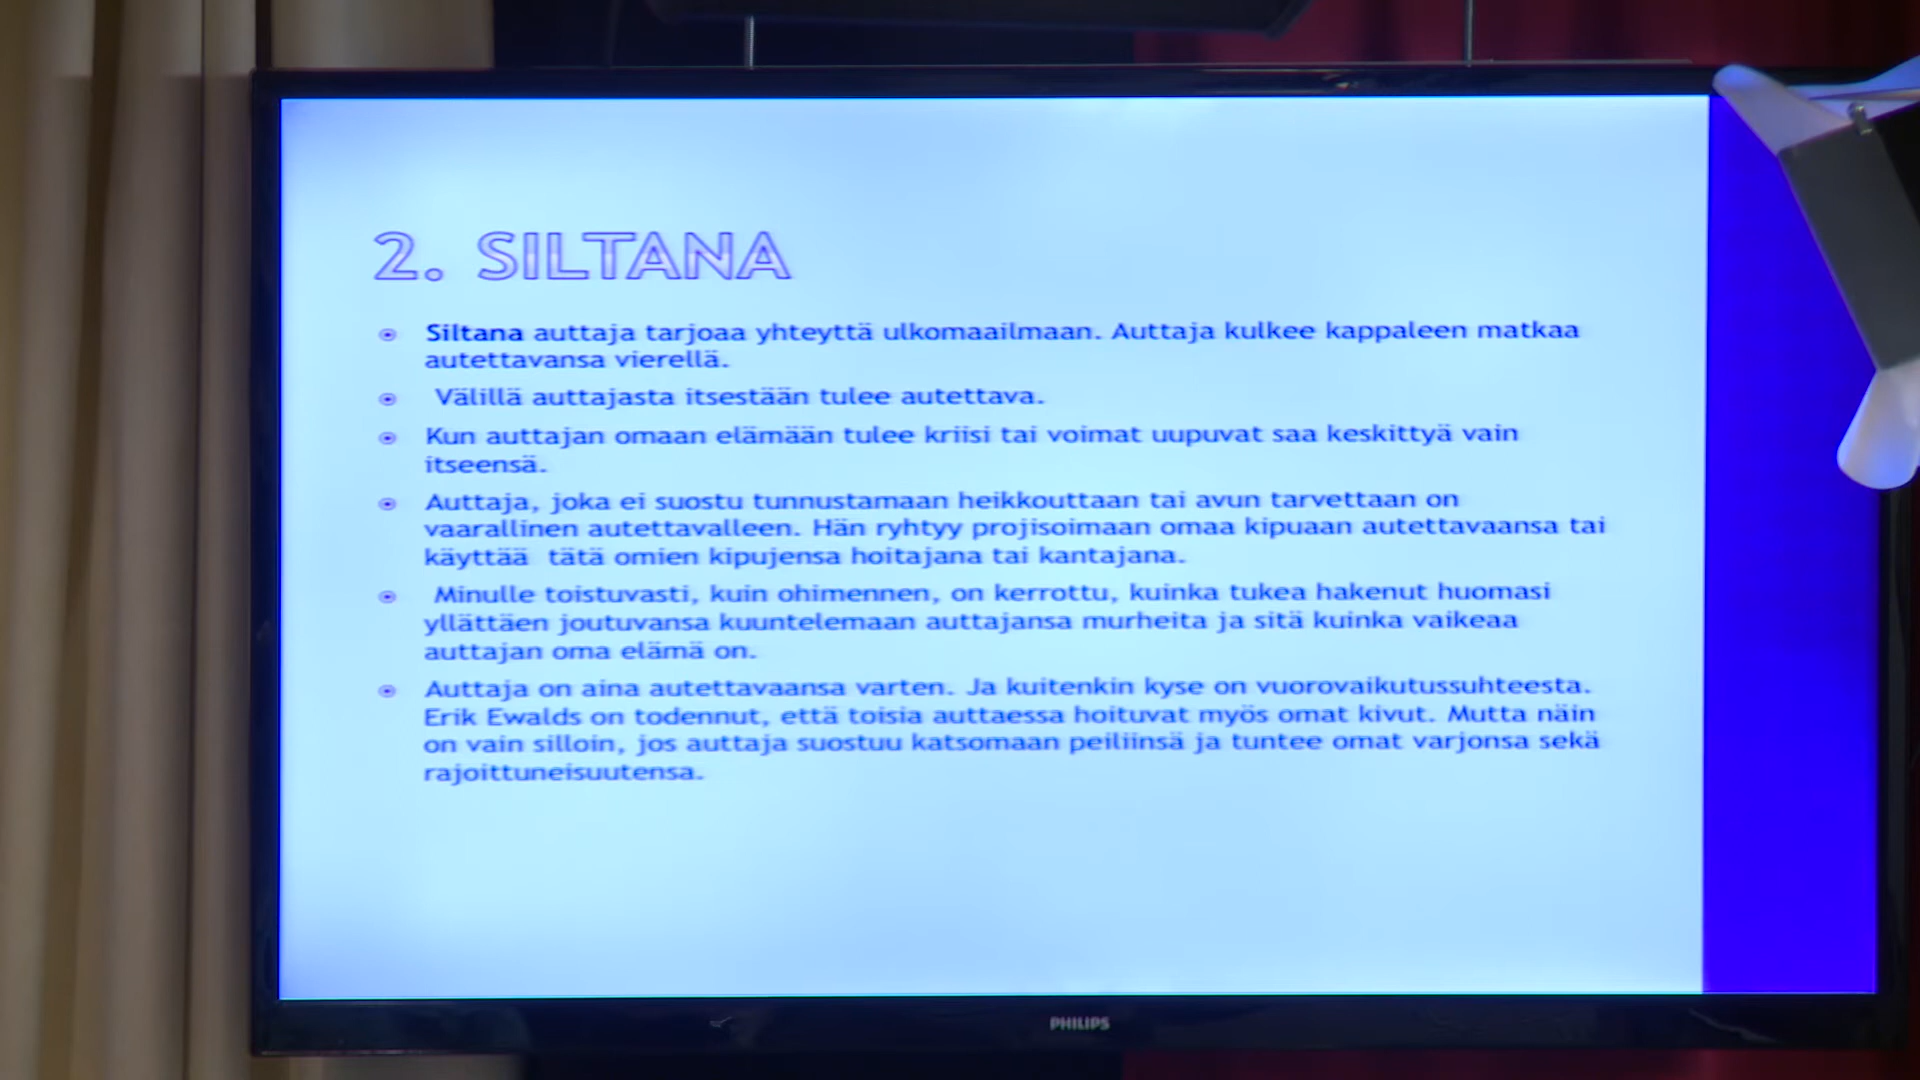 2. SILTANA
Siltana auttaja tarjoaa yhteyttä ulkomaailmaan. Auttaja kulkee kappaleen matkaa
autettavansa vierellä.
Välillä auttajasta itsestään tulee autettava.
Kun auttajan omaan elämään tulee kriisi tai voimat uupuvat saa keskittyä vain
itseensä.
Auttaja, joka ei suostu tunnustamaan heikkouttaan tai avun tarvettaan on
vaarallinen autettavalleen. Hän ryhtyy projisoimaan omaa kipuaan autettavaansa tai
käyttää tätä omien kipujensa hoitajana tai kantajana.
Minulle toistuvasti, kuin ohimennen, on kerrottu, kuinka tukea hakenut huomasi
yllättäen joutuvansa kuuntelemaan auttajansa murheita ja sitä kuinka vaikeaa
auttajan oma elämä on.
Auttaja on aina autettavaansa varten. Ja kuitenkin kyse on vuorovaikutussuhteesta.
Erik Ewalds on todennut, että toisia auttaessa hoituvat myös omat kivut. Mutta näin
on vain silloin, jos auttaja suostuu katsomaan peiliinsä ja tuntee omat varjonsa sekä
rajoittuneisuutensa.
PHILIPS